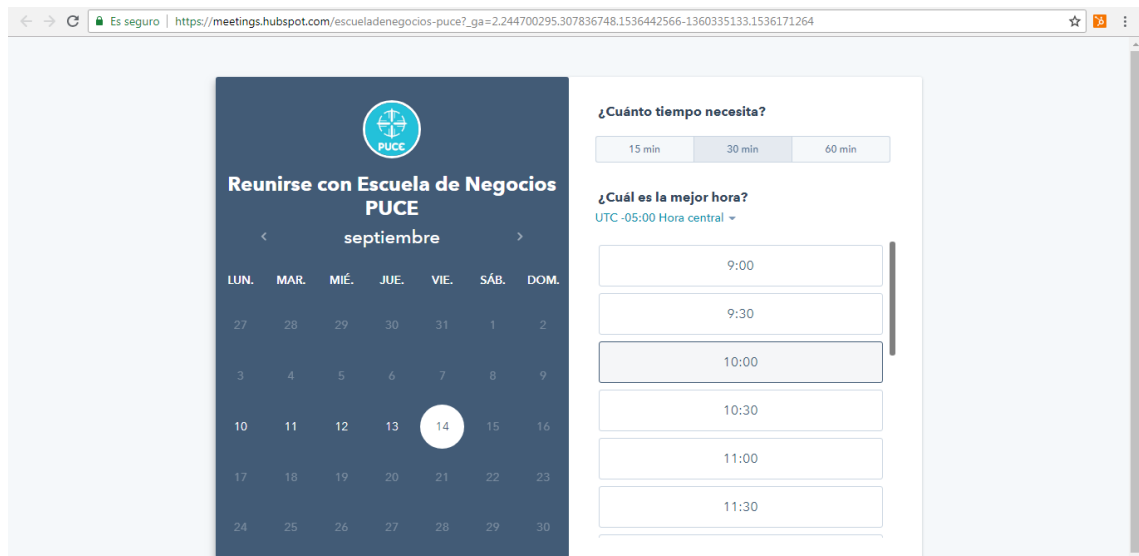 Es seguro | https://meetings.hubspot.com/escueladenegocios-puce?_ga=2.244700295.307836748.1536442566-1360335133.1536171264
PUCE
Reunirse con Escuela de Negocios
PUCE
septiembre
LUN. MAR. MIÉ. JUE. VIE. SÁB. DOM.
27 28 29 30 31 1 2
3 4 5 6 7 8 9
10 11 12 13 14 15 16
17 18 19 20 21 22 23
24 25 26 27 28 29 30
¿Cuánto tiempo necesita?
15 min 30 min 60 min
¿Cuál es la mejor hora?
UTC -05:00 Hora central
9:00
9:30
10:00
10:30
11:00
11:30